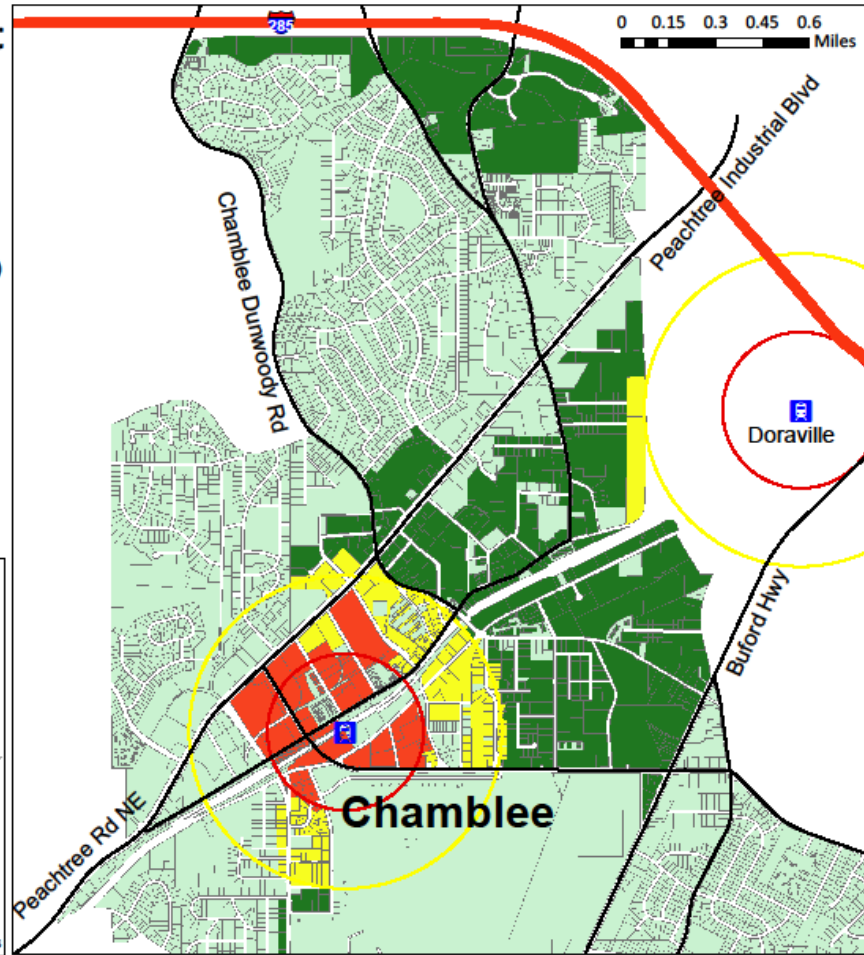 285
0 0.15 0.3 0.45 0.6
Miles
Peachtree Industrial Blvd
Chamblee Dunwoody Rd
Doraville
Buford Hwy
Chamblee
Peachtree Rd NE